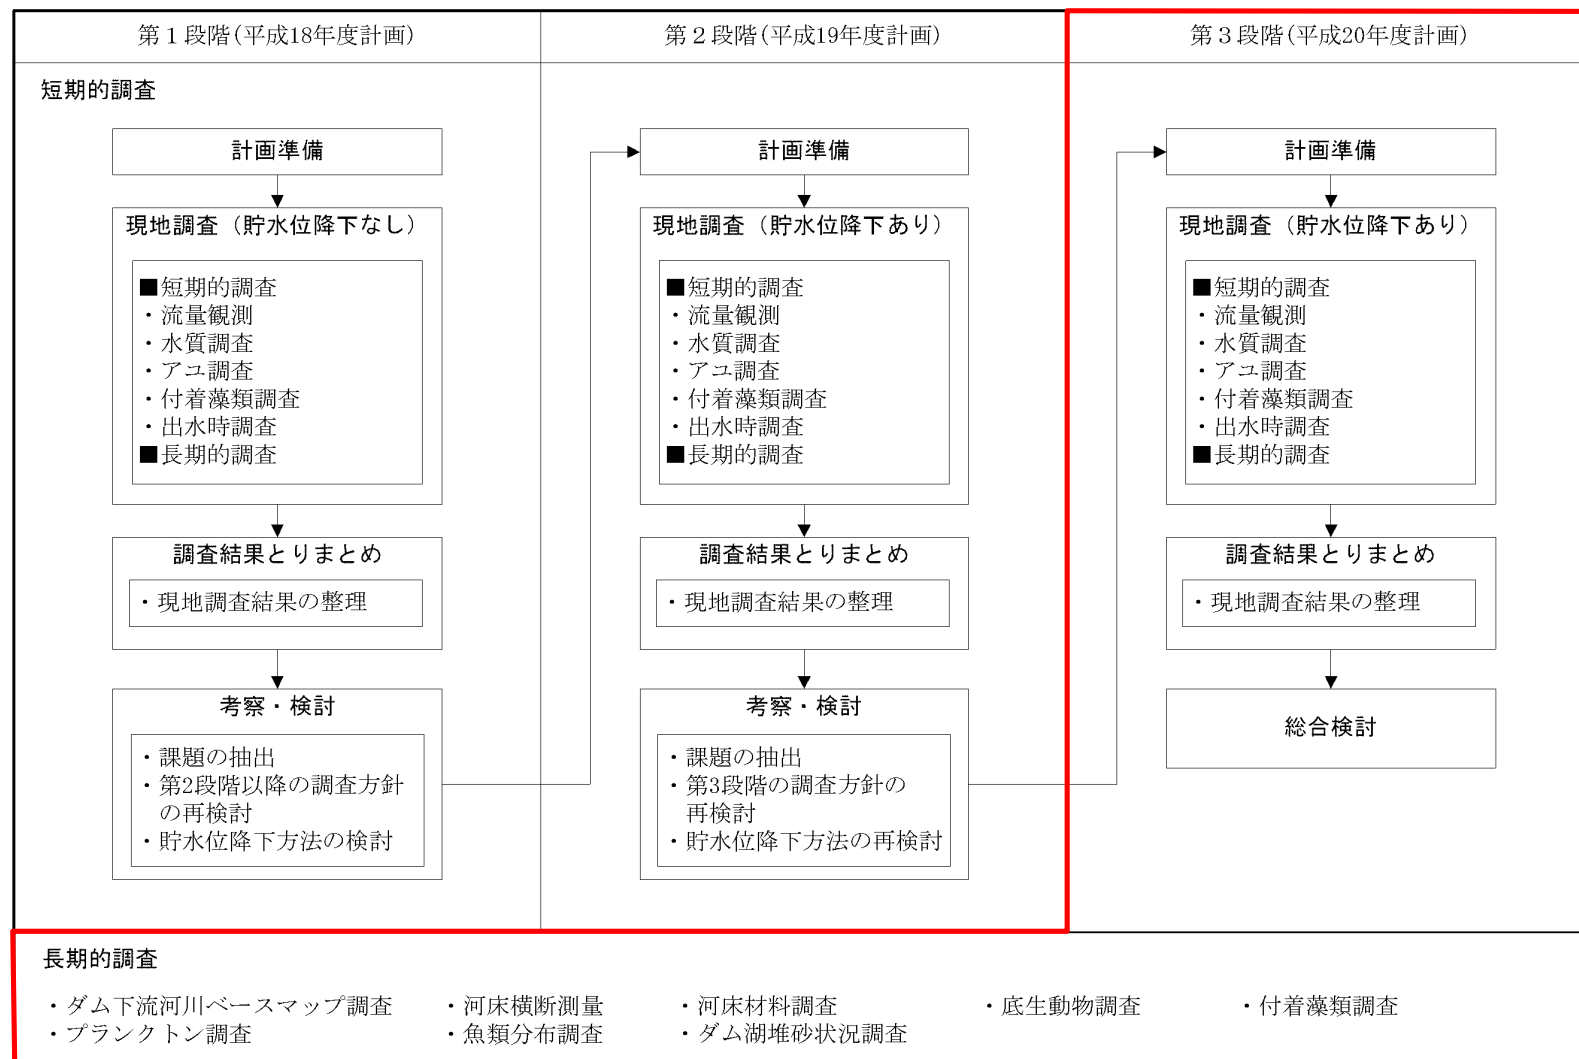 第１段階(平成18年度計画)
第２段階(平成19年度計画)
第３段階(平成20年度計画)
短期的調査
計画準備
現地調査（貯水位降下なし）
■短期的調査
・流量観測
・水質調査
・アユ調査
・付着藻類調査
・出水時調査
■長期的調査
調査結果とりまとめ
・現地調査結果の整理
考察・検討
・課題の抽出
・第2段階以降の調査方針
の再検討
・貯水位降下方法の検討
計画準備
現地調査（貯水位降下あり）
■短期的調査
・流量観測
・水質調査
・アユ調査
・付着藻類調査
・出水時調査
■長期的調査
調査結果とりまとめ
・現地調査結果の整理
考察・検討
・課題の抽出
・第3段階の調査方針の
再検討
・貯水位降下方法の再検討
計画準備
現地調査（貯水位降下あり）
■短期的調査
・流量観測
・水質調査
・アユ調査
・付着藻類調査
・出水時調査
■長期的調査
調査結果とりまとめ
・現地調査結果の整理
総合検討
長期的調査
・ダム下流河川ベースマップ調査 ・河床横断測量 ・河床材料調査 ・底生動物調査 ・付着藻類調査
・プランクトン調査 ・魚類分布調査 ・ダム湖堆砂状況調査